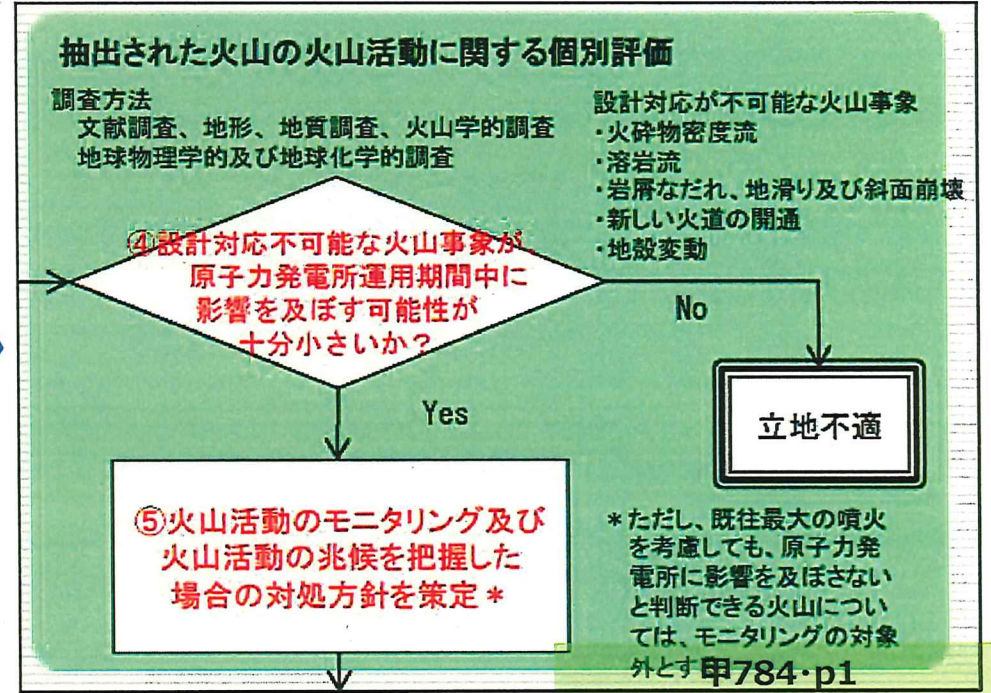 抽出された火山の火山活動に関する個別評価
調査方法
文献調査、地形、地質調査、火山学的調査
地球物理学的及び地球化学的調査
設計対応が不可能な火山事象
・火砕物密度流
・溶岩流
・岩屑なだれ、地滑り及び斜面崩壊
・新しい火道の開通
・地殻変動
④設計対応不可能な火山事象が
原子力発電所運用期間中に
影響を及ぼす可能性が
十分小さいか?
No
Yes
立地不適
⑤火山活動のモニタリング及び
火山活動の兆候を把握した
場合の対処方針を策定*
*ただし、既往最大の噴火
を考慮しても、原子力発
電所に影響を及ぼさない
と判断できる火山につい
ては、モニタリングの対象
外とす
甲784・p1